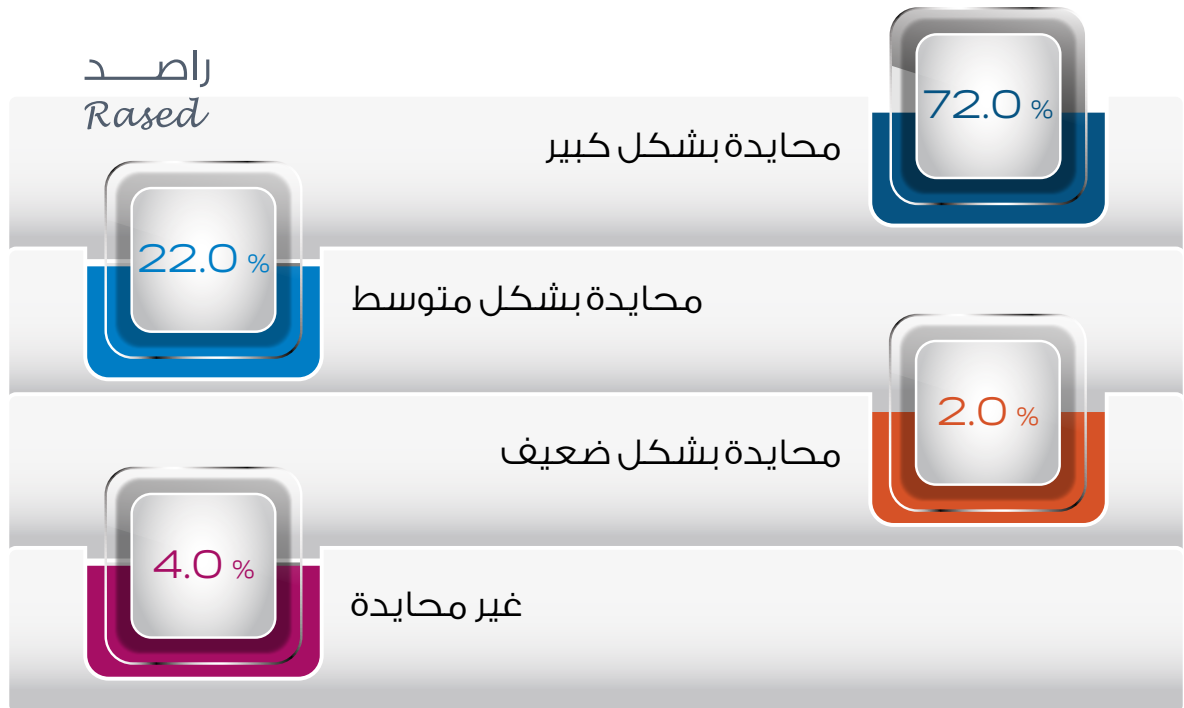 راصد
Rased
72.0 %
محايدة بشكل كبير
22.0 %
محايدة بشكل متوسط
2.0 %
محايدة بشكل ضعيف
4.0 %
غير محايدة